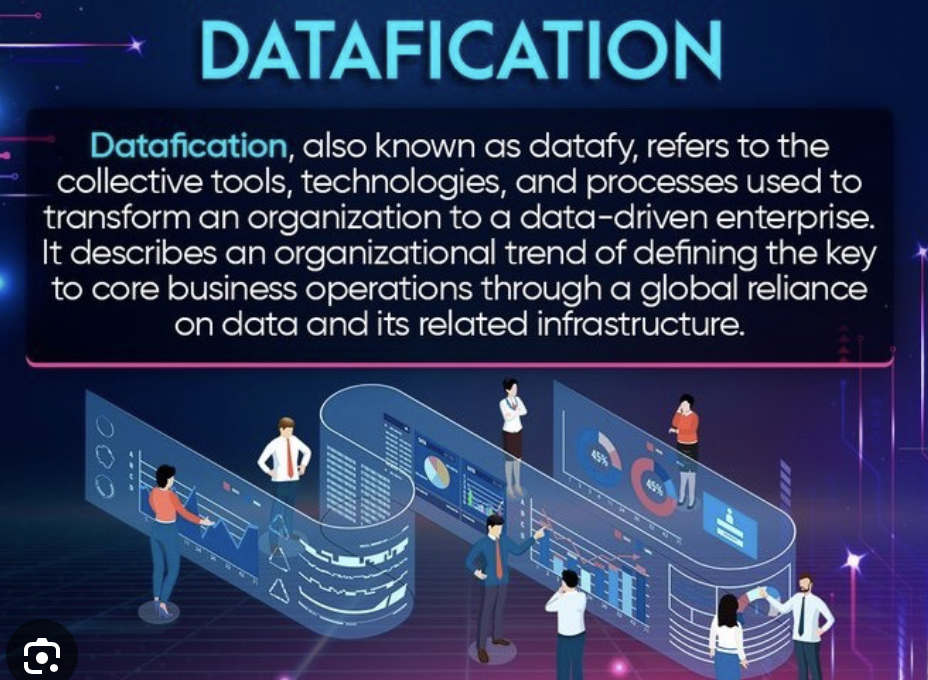 DATAFICATION
Datafication, also known as datafy, refers to the
collective tools, technologies, and processes used to
transform an organization to a data-driven enterprise.
It describes an organizational trend of defining the key
to core business operations through a global reliance
on data and its related infrastructure.
45%
45%